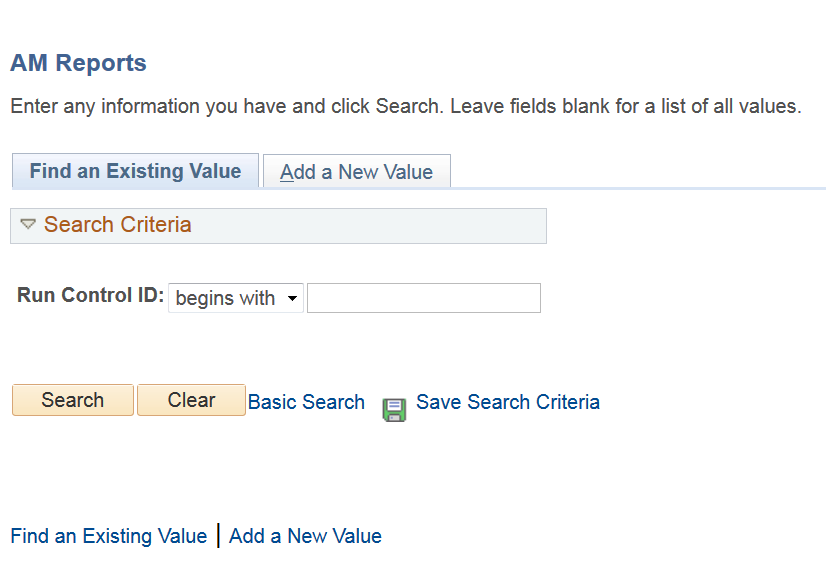 AM Reports
Enter any information you have and click Search. Leave fields blank for a list of all values.
Find an Existing Value Add a New Value
Search Criteria
Run Control ID: begins with
Search Clear Basic Search Save Search Criteria
Find an Existing Value | Add a New Value